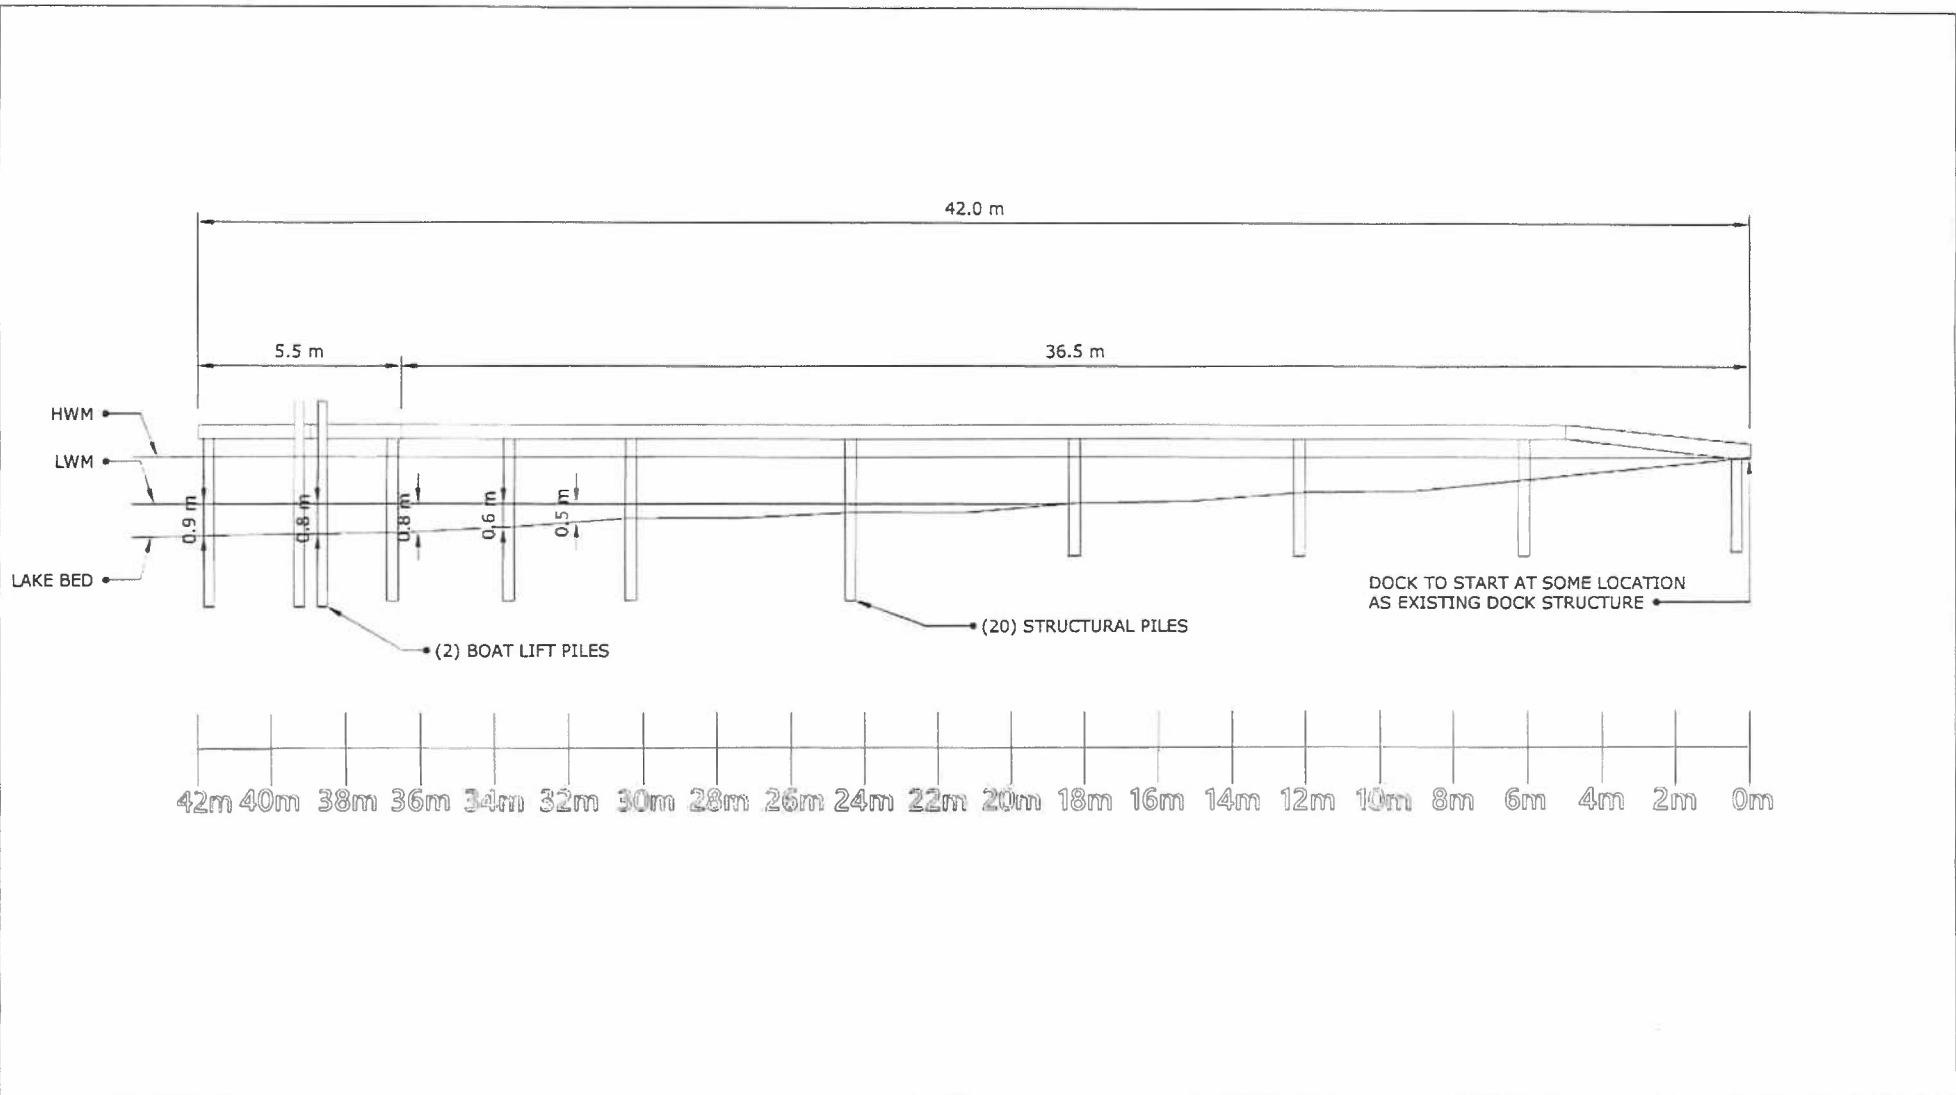 42.0 m
5.5 m
36.5 m
HWM
LWM
0.9 m
0.8 m
0.8 m
0.6 m
0.5 m
LAKE BED
DOCK TO START AT SOME LOCATION
AS EXISTING DOCK STRUCTURE
(20) STRUCTURAL PILES
(2) BOAT LIFT PILES
42m 40m 38m 36m 34m 32m 30m 28m 26m 24m 22m 20m 18m 16m 14m 12m 10m 8m 6m 4m 2m 0m